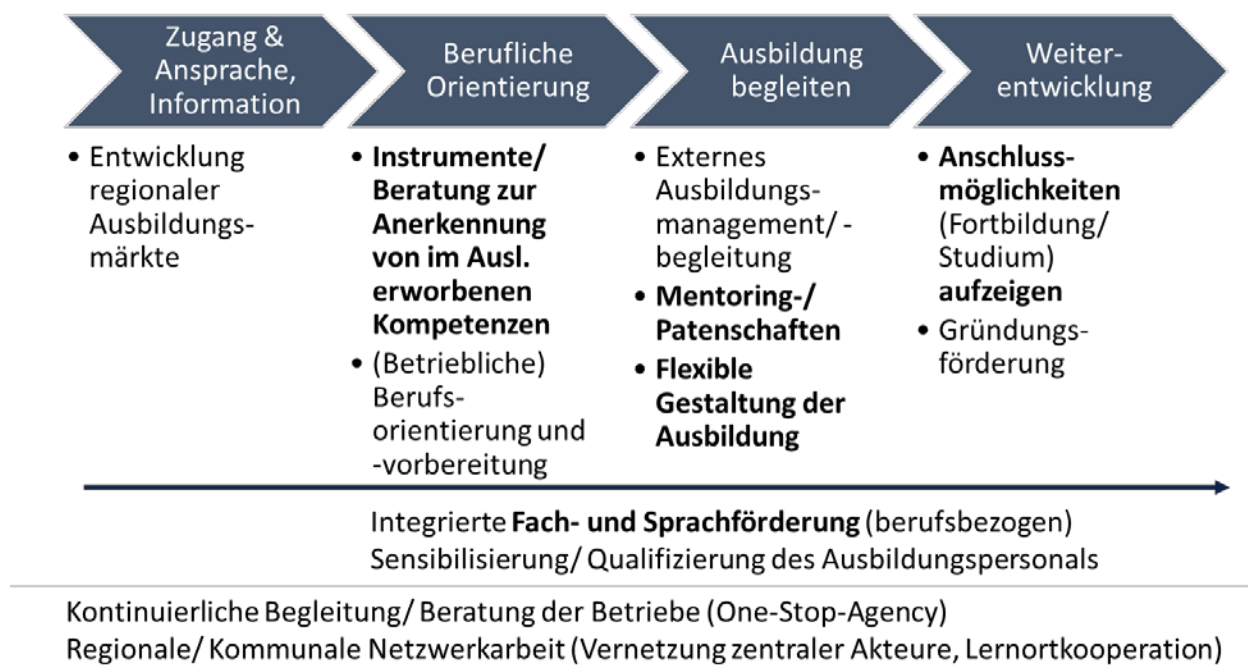 Zugang &
Ansprache,
Information
Berufliche
Orientierung
Ausbildung
begleiten
Weiter-
entwicklung
• Entwicklung
regionaler
Ausbildungs-
märkte
• Instrumente/
Beratung zur
Anerkennung
von im Ausl.
erworbenen
Kompetenzen
• (Betriebliche)
Berufs-
orientierung und
-vorbereitung
• Externes
Ausbildungs-
management/ -
begleitung
• Mentoring-/
Patenschaften
• Flexible
Gestaltung der
Ausbildung
• Anschluss-
möglichkeiten
(Fortbildung/
Studium)
aufzeigen
• Gründungs-
förderung
Integrierte Fach- und Sprachförderung (berufsbezogen)
Sensibilisierung/ Qualifizierung des Ausbildungspersonals
Kontinuierliche Begleitung/ Beratung der Betriebe (One-Stop-Agency)
Regionale/ Kommunale Netzwerkarbeit (Vernetzung zentraler Akteure, Lernortkooperation)